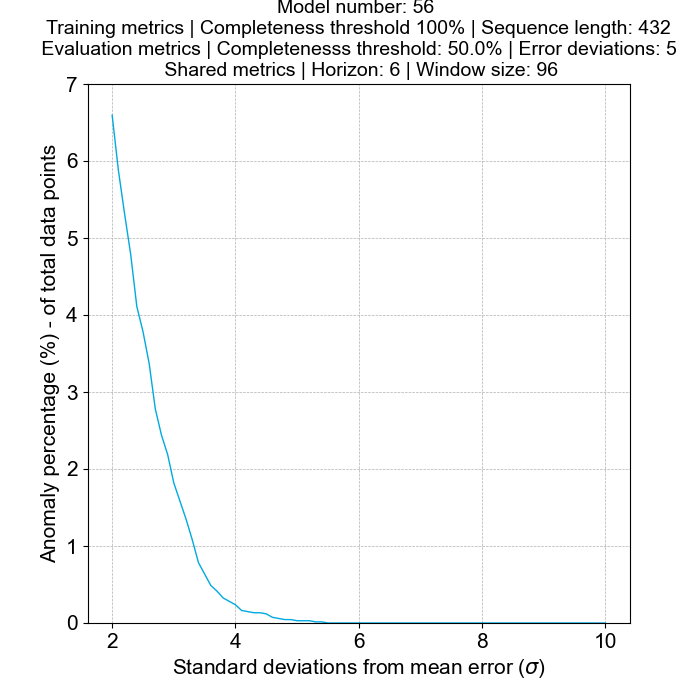 Model number: 56
Training metrics | Completeness threshold 100% | Sequence length: 432
Evaluation metrics | Completenesss threshold: 50.0% | Error deviations: 5
Shared metrics | Horizon: 6 | Window size: 96
7
6
5
4
3
2
1
0
Anomaly percentage (%) - of total data points
2 4 6 8 10
Standard deviations from mean error (σ)